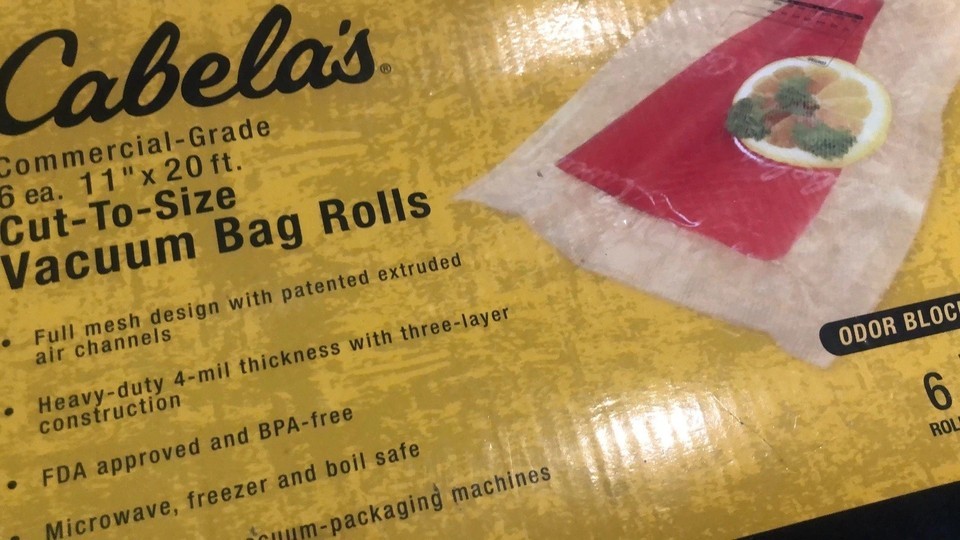 Cabela's®
Commercial-Grade
6 ea. 11" x 20 ft.
Cut-To-Size
Vacuum Bag Rolls
• Full mesh design with patented extruded
air channels
• Heavy-duty 4-mil thickness with three-layer
construction
• FDA approved and BPA-free
• Microwave, freezer and boil safe
machines
ODOR
6